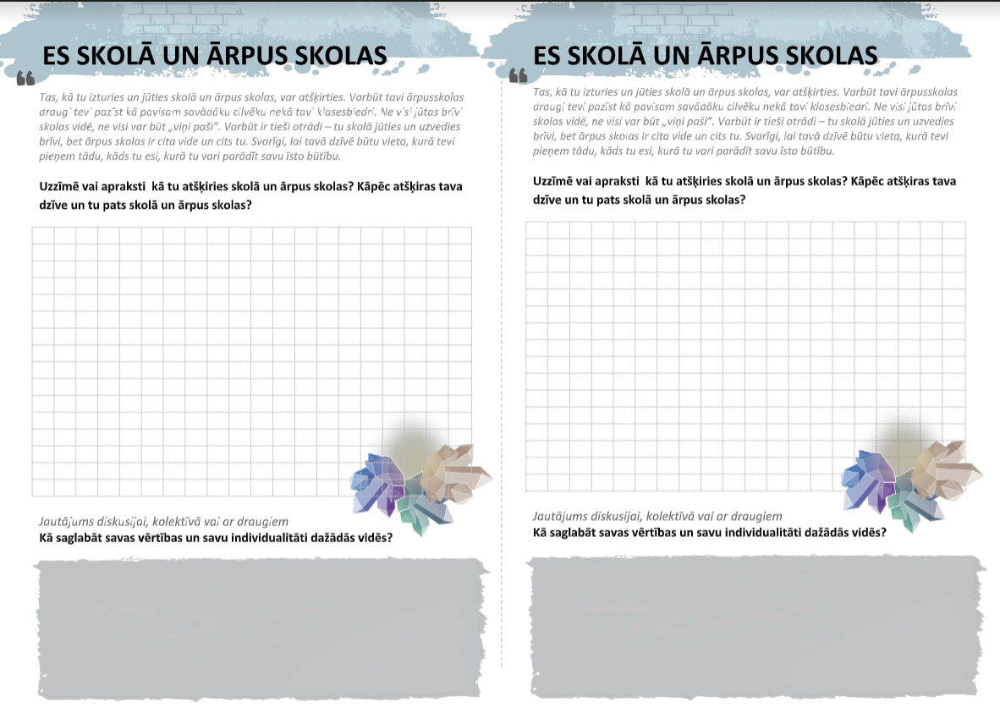 ES SKOLĀ UN ĀRPUS SKOLAS
“
Tas, kā tu izturies un jūties skolā un ārpus skolas, var atšķirties. Varbūt tavi ārpusskolas
draugi tevi pazīst kā pavisam savādāku cilvēku nekā tavi klasesbiedri. Ne visi jūtas brīvi
skolas vidē, ne visi var būt „viņi paši”. Varbūt ir tieši otrādi – tu skolā jūties un uzvedies
brīvi, bet ārpus skolas ir cita vide un cits tu. Svarīgi, lai tavā dzīvē būtu vieta, kurā tevi
pieņem tādu, kāds tu esi, kurā tu vari parādīt savu īsto būtību.
Uzzīmē vai apraksti kā tu atšķiries skolā un ārpus skolas? Kāpēc atšķiras tava
dzīve un tu pats skolā un ārpus skolas?
Jautājums diskusijai, kolektīvā vai ar draugiem
Kā saglabāt savas vērtības un savu individualitāti dažādās vidēs?
ES SKOLĀ UN ĀRPUS SKOLAS
“
Tas, kā tu izturies un jūties skolā un ārpus skolas, var atšķirties. Varbūt tavi ārpusskolas
draugi tevi pazīst kā pavisam savādāku cilvēku nekā tavi klasesbiedri. Ne visi jūtas brīvi
skolas vidē, ne visi var būt „viņi paši”. Varbūt ir tieši otrādi – tu skolā jūties un uzvedies
brīvi, bet ārpus skolas ir cita vide un cits tu. Svarīgi, lai tavā dzīvē būtu vieta, kurā tevi
pieņem tādu, kāds tu esi, kurā tu vari parādīt savu īsto būtību.
Uzzīmē vai apraksti kā tu atšķiries skolā un ārpus skolas? Kāpēc atšķiras tava
dzīve un tu pats skolā un ārpus skolas?
Jautājums diskusijai, kolektīvā vai ar draugiem
Kā saglabāt savas vērtības un savu individualitāti dažādās vidēs?